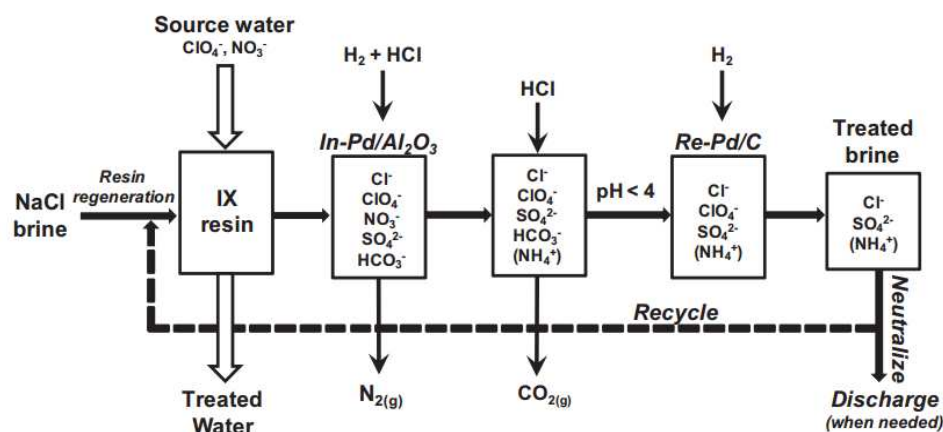 Source water
ClO₄⁻, NO₃⁻
H₂ + HCl
HCl
H₂
In-Pd/Al₂O₃
Re-Pd/C
Treated
brine
NaCl
brine
Resin
regeneration
IX
resin
Cl⁻
ClO₄⁻
NO₃⁻
SO₄²⁻
HCO₃⁻
Cl⁻
ClO₄⁻
SO₄²⁻
HCO₃⁻
(NH₄⁺)
pH < 4
Cl⁻
ClO₄⁻
SO₄²⁻
(NH₄⁺)
Cl⁻
SO₄²⁻
(NH₄⁺)
Recycle
Neutralize
Treated
Water
N₂(g)
CO₂(g)
Discharge
(when needed)